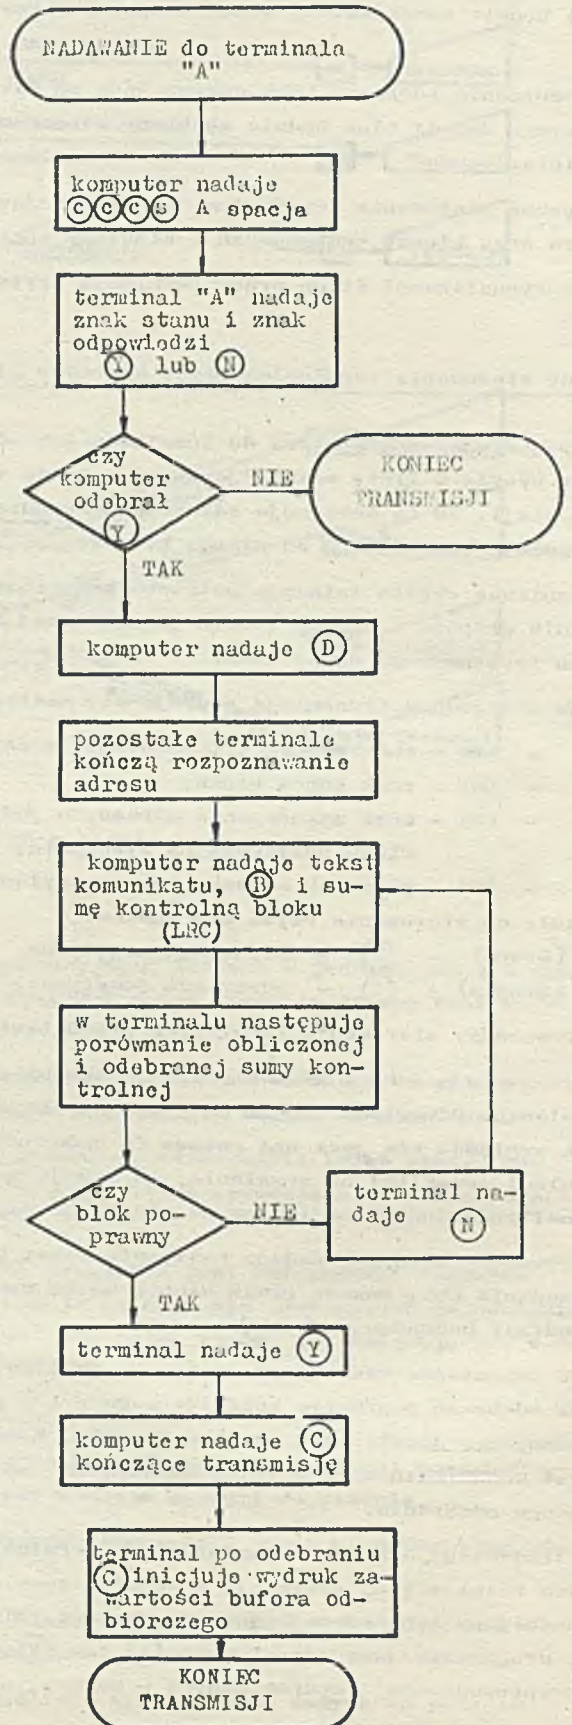 NADAWANIE do terminala
"A"
komputer nadaje
Ⓒ Ⓒ Ⓒ Ⓢ A spacja
terminal "A" nadaje
znak stanu i znak
odpowiedzi
Ⓨ lub Ⓝ
czy
komputer
odebrał
Ⓨ
NIE
KONIEC
TRANSMISJI
TAK
komputer nadaje Ⓓ
pozostałe terminale
kończą rozpoznawanie
adresu
komputer nadaje tekst
komunikatu, Ⓑ i su-
mę kontrolną bloku
(LRC)
w terminalu następuje
porównanie obliczonej
i odebranej sumy kon-
trolnej
czy
blok po-
prawny
NIE
terminal na-
daje Ⓝ
TAK
terminal nadaje Ⓨ
komputer nadaje Ⓒ
kończące transmisję
terminal po odebraniu
Ⓒ inicjuje wydruk za-
wartości bufora od-
biorczego
KONIEC
TRANSMISJI